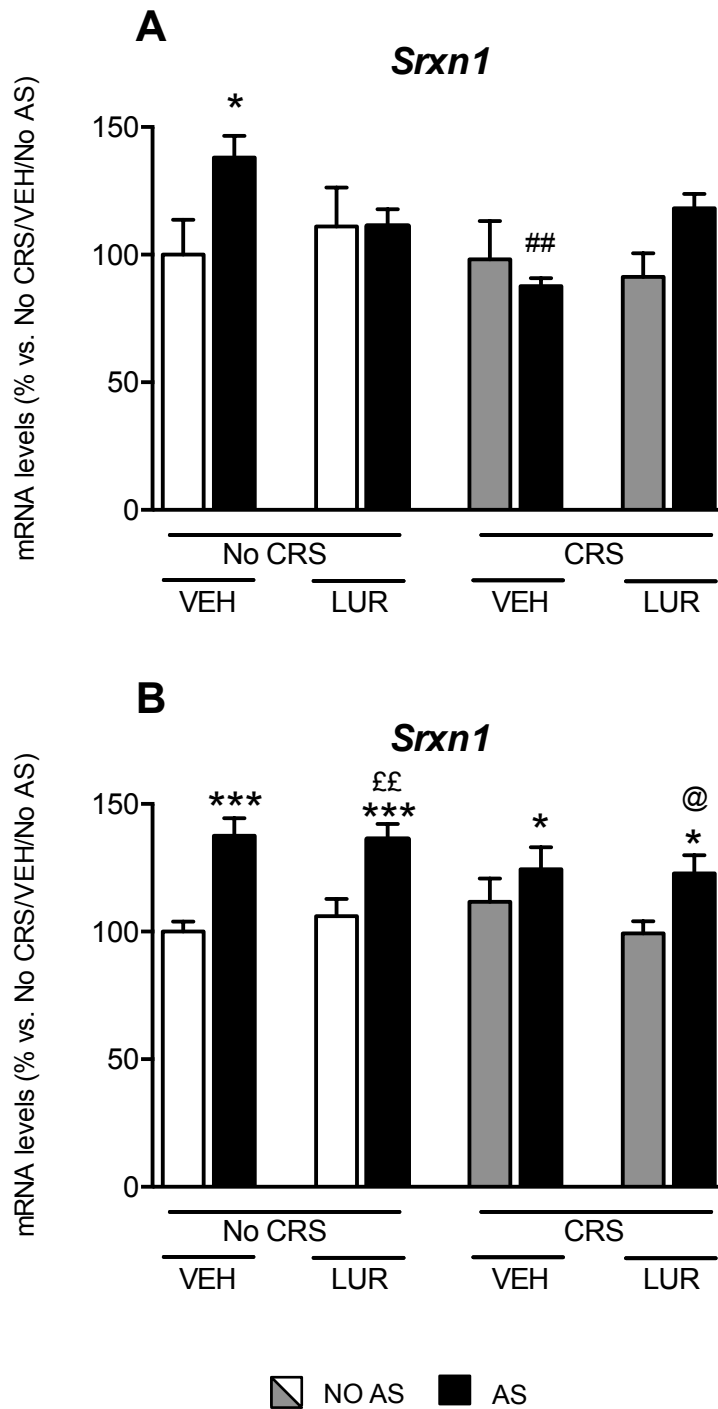 A
Srxn1
mRNA levels (% vs. No CRS/VEH/No AS)
*
##
150
100
50
0
No CRS CRS
VEH LUR VEH LUR
B
Srxn1
mRNA levels (% vs. No CRS/VEH/No AS)
££ @
*** *** * *
150
100
50
0
No CRS CRS
VEH LUR VEH LUR
NO AS AS